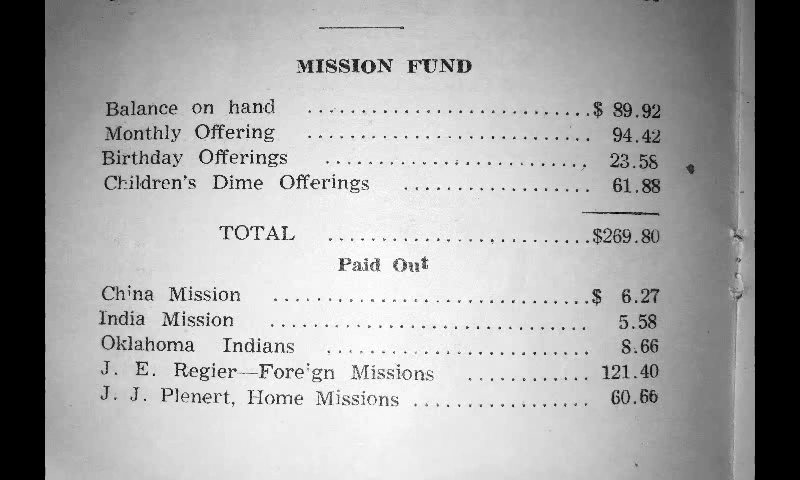 MISSION FUND
Balance on hand ............................$ 89.92
Monthly Offering ............................ 94.42
Birthday Offerings .......................... 23.58
Children's Dime Offerings ................... 61.88
TOTAL ..........................$269.80
Paid Out
China Mission ...............................$ 6.27
India Mission ............................... 5.58
Oklahoma Indians .......................... 8.66
J. E. Regier—Foreign Missions ............ 121.40
J. J. Plenert, Home Missions ................. 60.66